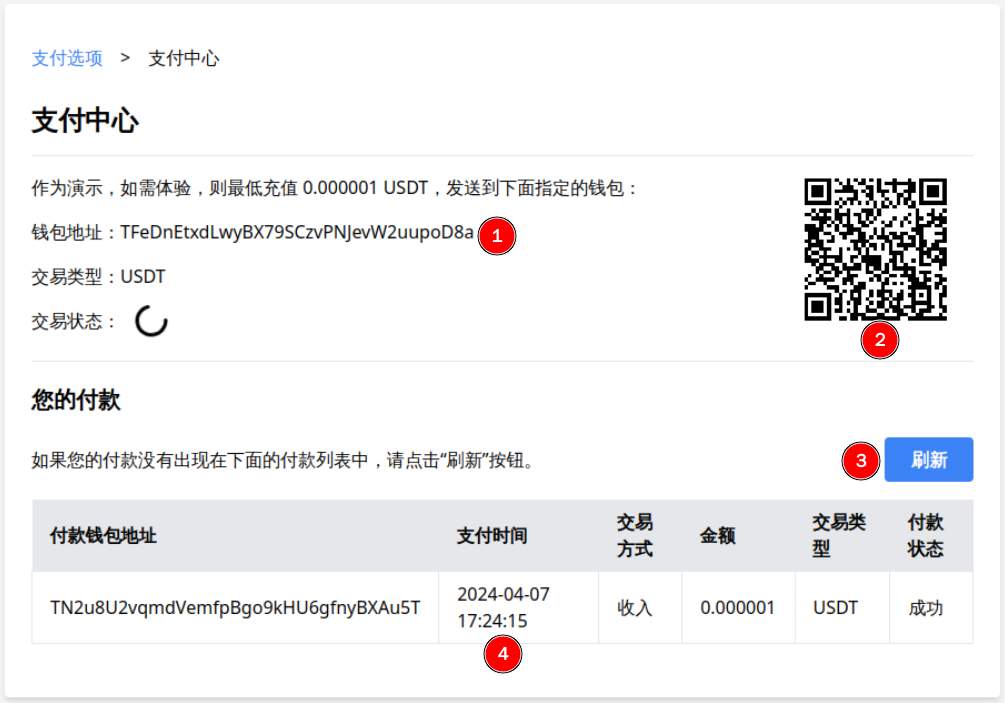 支付选项 > 支付中心
支付中心
作为演示，如需体验，则最低充值 0.000001 USDT，发送到下面指定的钱包：
钱包地址：TFeDnEtxdLwyBX79SCzvPNJevW2uupoD8a 1
交易类型：USDT
交易状态：
2
您的付款
如果您的付款没有出现在下面的付款列表中，请点击“刷新”按钮。 3 刷新
付款钱包地址 支付时间 交易方式 金额 交易类型 付款状态
TN2u8U2vqmdVemfpBgo9kHU6gfnyBXAu5T 2024-04-07 17:24:15 收入 0.000001 USDT 成功
4